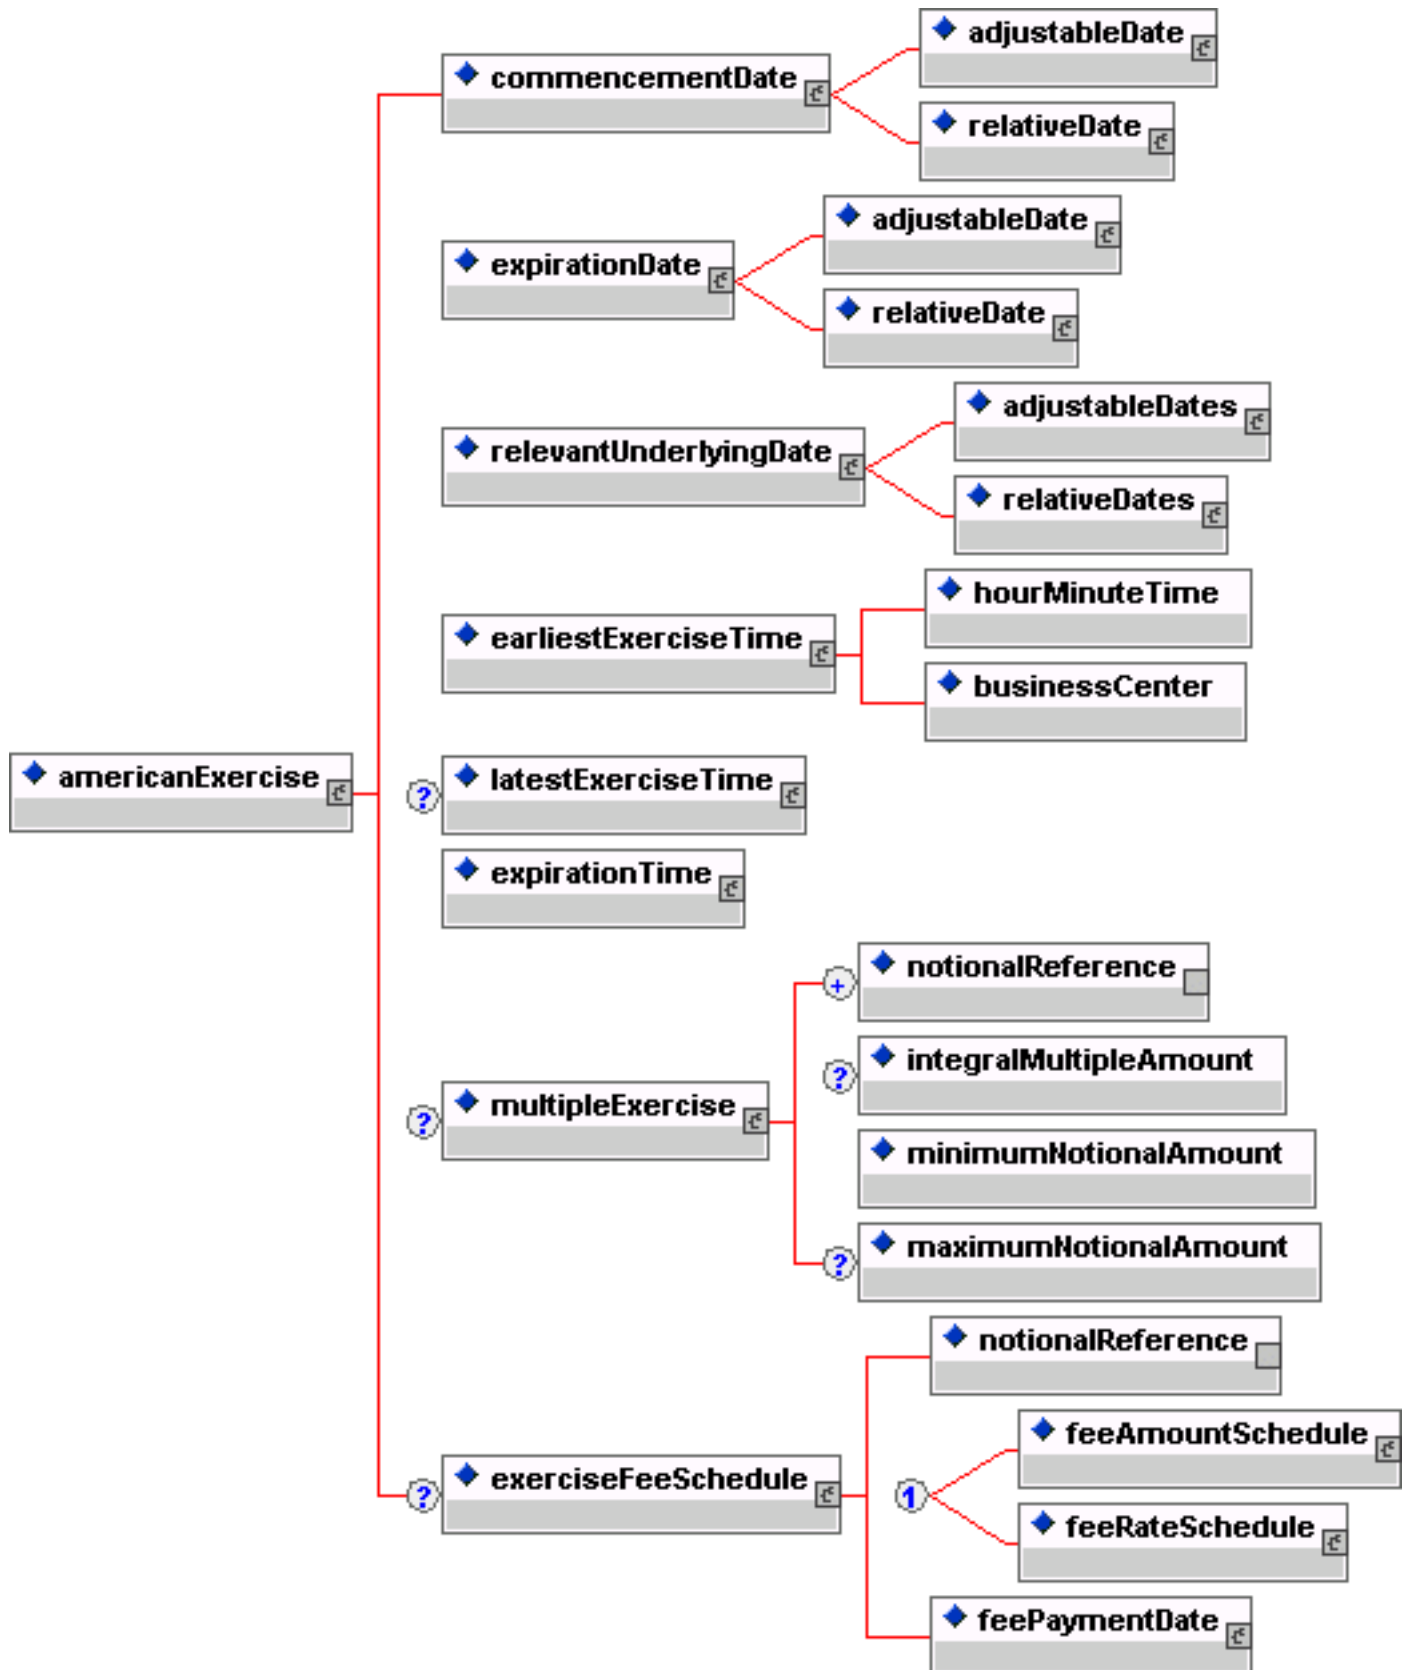 adjustableDate
commencementDate
relativeDate
adjustableDate
expirationDate
relativeDate
adjustableDates
relevantUnderlyingDate
relativeDates
hourMinuteTime
earliestExerciseTime
businessCenter
americanExercise
? latestExerciseTime
expirationTime
+ notionalReference
? integralMultipleAmount
? multipleExercise
minimumNotionalAmount
? maximumNotionalAmount
notionalReference
feeAmountSchedule
? exerciseFeeSchedule
1
feeRateSchedule
feePaymentDate